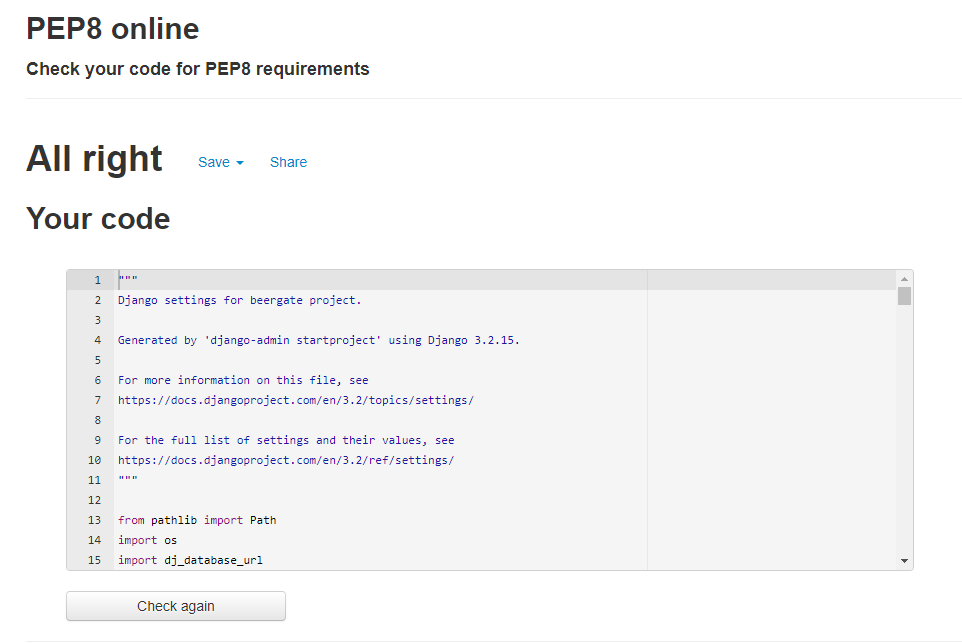 PEP8 online
Check your code for PEP8 requirements
All right Save Share
Your code
1 """
2 Django settings for beergate project.
3
4 Generated by 'django-admin startproject' using Django 3.2.15.
5
6 For more information on this file, see
7 https://docs.djangoproject.com/en/3.2/topics/settings/
8
9 For the full list of settings and their values, see
10 https://docs.djangoproject.com/en/3.2/ref/settings/
11 """
12
13 from pathlib import Path
14 import os
15 import dj_database_url
Check again